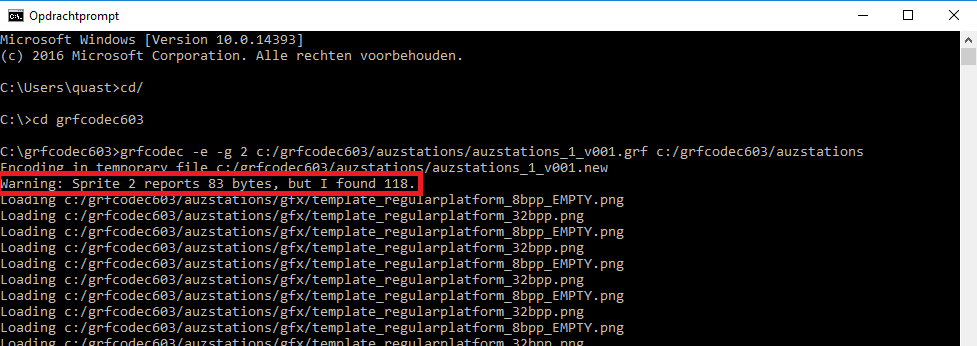 Opdrachtprompt
Microsoft Windows [Version 10.0.14393]
(c) 2016 Microsoft Corporation. Alle rechten voorbehouden.
C:\Users\quast>cd/
C:\>cd grfcodec603
C:\grfcodec603>grfcodec -e -g 2 c:/grfcodec603/auzstations/auzstations_1_v001.grf c:/grfcodec603/auzstations
Encoding in temporary file c:/grfcodec603/auzstations/auzstations_1_v001.new
Warning: Sprite 2 reports 83 bytes, but I found 118.
Loading c:/grfcodec603/auzstations/gfx/template_regularplatform_8bpp_EMPTY.png
Loading c:/grfcodec603/auzstations/gfx/template_regularplatform_32bpp.png
Loading c:/grfcodec603/auzstations/gfx/template_regularplatform_8bpp_EMPTY.png
Loading c:/grfcodec603/auzstations/gfx/template_regularplatform_32bpp.png
Loading c:/grfcodec603/auzstations/gfx/template_regularplatform_8bpp_EMPTY.png
Loading c:/grfcodec603/auzstations/gfx/template_regularplatform_32bpp.png
Loading c:/grfcodec603/auzstations/gfx/template_regularplatform_8bpp_EMPTY.png
Loading c:/grfcodec603/auzstations/gfx/template_regularplatform_32bpp.png
Loading c:/grfcodec603/auzstations/gfx/template_regularplatform_8bpp_EMPTY.png
Loading c:/grfcodec603/auzstations/gfx/template_regularplatform_32bpp.png